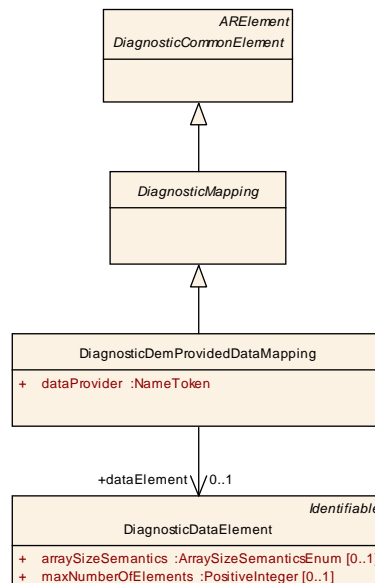 ARElement
DiagnosticCommonElement
DiagnosticMapping
DiagnosticDemProvidedDataMapping
+ dataProvider :NameToken
+dataElement 0..1
Identifiable
DiagnosticDataElement
+ arraySizeSemantics :ArraySizeSemanticsEnum [0..1]
+ maxNumberOfElements :PositiveInteger [0..1]